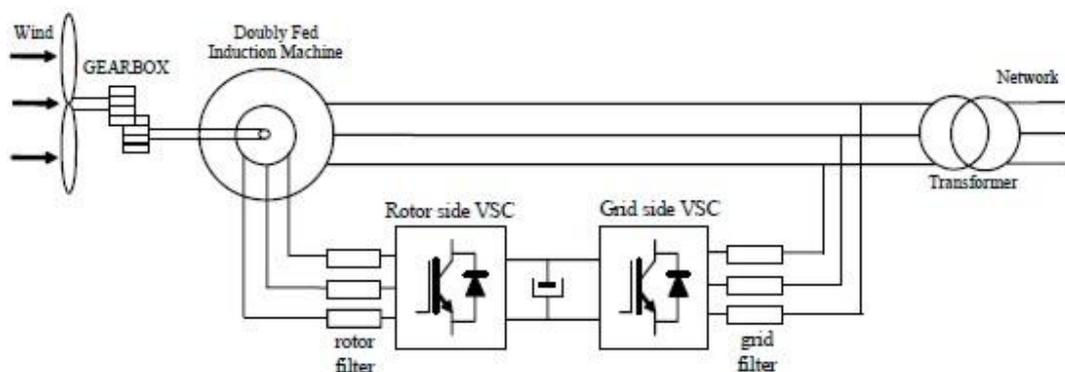 Wind
GEARBOX
Doubly Fed
Induction Machine
Network
Transformer
Rotor side VSC
Grid side VSC
rotor
filter
grid
filter